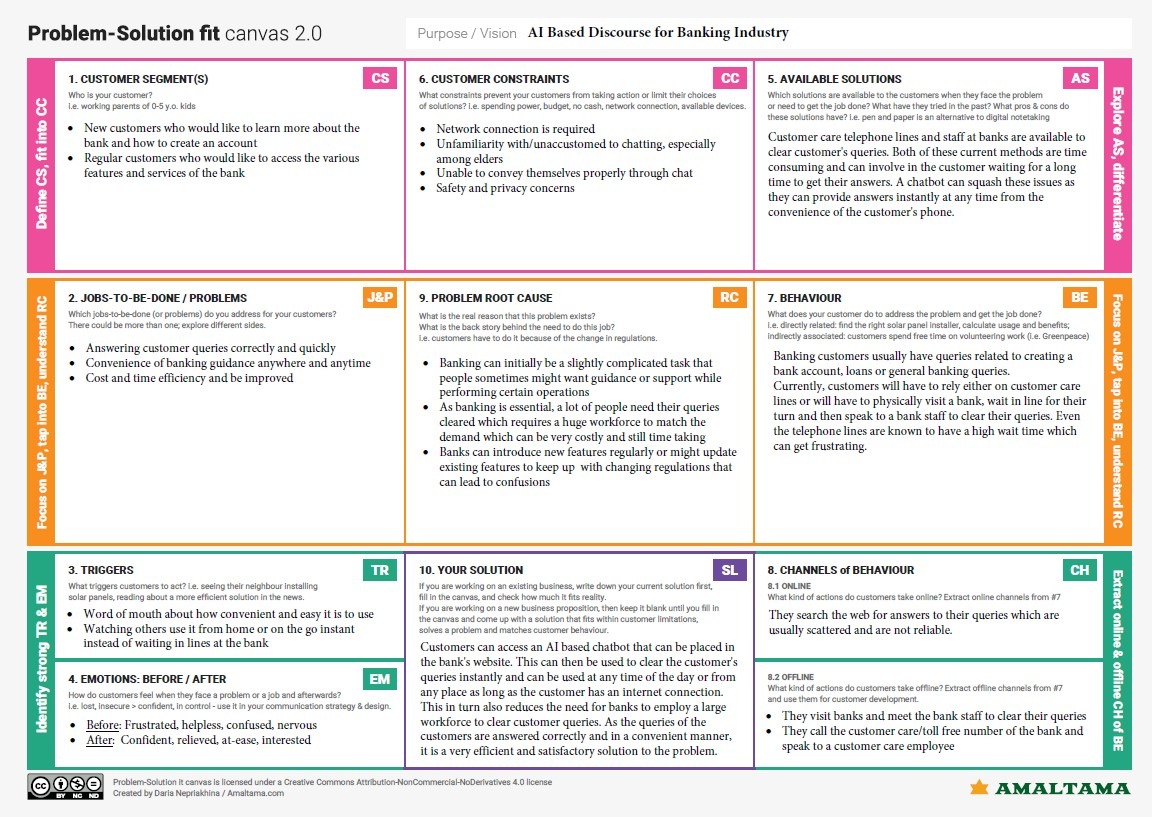 Problem-Solution fit canvas 2.0
Purpose / Vision AI Based Discourse for Banking Industry
Define CS, fit into CC
1. CUSTOMER SEGMENT(S)
CS
Who is your customer?
i.e. working parents of 0-5 y.o. kids
• New customers who would like to learn more about the
bank and how to create an account
• Regular customers who would like to access the various
features and services of the bank
6. CUSTOMER CONSTRAINTS
CC
What constraints prevent your customers from taking action or limit their choices
of solutions? i.e. spending power, budget, no cash, network connection, available devices.
• Network connection is required
• Unfamiliarity with/unaccustomed to chatting, especially
among elders
• Unable to convey themselves properly through chat
• Safety and privacy concerns
5. AVAILABLE SOLUTIONS
AS
Which solutions are available to the customers when they face the problem
or need to get the job done? What have they tried in the past? What pros & cons do
these solutions have? i.e. pen and paper is an alternative to digital notetaking
Customer care telephone lines and staff at banks are available to
clear customer's queries. Both of these current methods are time
consuming and can involve in the customer waiting for a long
time to get their answers. A chatbot can squash these issues as
they can provide answers instantly at any time from the
convenience of the customer's phone.
Explore AS, differentiate
Focus on J&P, tap into BE, understand RC
2. JOBS-TO-BE-DONE / PROBLEMS
J&P
Which jobs-to-be-done (or problems) do you address for your customers?
There could be more than one; explore different sides.
• Answering customer queries correctly and quickly
• Convenience of banking guidance anywhere and anytime
• Cost and time efficiency and be improved
9. PROBLEM ROOT CAUSE
RC
What is the real reason that this problem exists?
What is the back story behind the need to do this job?
i.e. customers have to do it because of the change in regulations.
• Banking can initially be a slightly complicated task that
people sometimes might want guidance or support while
performing certain operations
• As banking is essential, a lot of people need their queries
cleared which requires a huge workforce to match the
demand which can be very costly and still time taking
• Banks can introduce new features regularly or might update
existing features to keep up with changing regulations that
can lead to confusions
7. BEHAVIOUR
BE
What does your customer do to address the problem and get the job done?
i.e. directly related: find the right solar panel installer, calculate usage and benefits;
indirectly associated: customers spend free time on volunteering work (i.e. Greenpeace)
Banking customers usually have queries related to creating a
bank account, loans or general banking queries.
Currently, customers will have to rely either on customer care
lines or will have to physically visit a bank, wait in line for their
turn and then speak to a bank staff to clear their queries. Even
the telephone lines are known to have a high wait time which
can get frustrating.
Focus on J&P, tap into BE, understand RC
Identify strong TR & EM
3. TRIGGERS
TR
What triggers customers to act? i.e. seeing their neighbour installing
solar panels, reading about a more efficient solution in the news.
• Word of mouth about how convenient and easy it is to use
• Watching others use it from home or on the go instant
instead of waiting in lines at the bank
4. EMOTIONS: BEFORE / AFTER
EM
How do customers feel when they face a problem or a job and afterwards?
i.e. lost, insecure > confident, in control - use it in your communication strategy & design.
• Before: Frustrated, helpless, confused, nervous
• After: Confident, relieved, at-ease, interested
10. YOUR SOLUTION
SL
If you are working on an existing business, write down your current solution first,
fill in the canvas, and check how much it fits reality.
If you are working on a new business proposition, then keep it blank until you fill in
the canvas and come up with a solution that fits within customer limitations,
solves a problem and matches customer behaviour.
Customers can access an AI based chatbot that can be placed in
the bank's website. This can then be used to clear the customer's
queries instantly and can be used at any time of the day or from
any place as long as the customer has an internet connection.
This in turn also reduces the need for banks to employ a large
workforce to clear customer queries. As the queries of the
customers are answered correctly and in a convenient manner,
it is a very efficient and satisfactory solution to the problem.
8. CHANNELS of BEHAVIOUR
CH
8.1 ONLINE
What kind of actions do customers take online? Extract online channels from #7
They search the web for answers to their queries which are
usually scattered and are not reliable.
8.2 OFFLINE
What kind of actions do customers take offline? Extract offline channels from #7
and use them for customer development.
• They visit banks and meet the bank staff to clear their queries
• They call the customer care/toll free number of the bank and
speak to a customer care employee
Extract online & offline CH of BE
CC BY NC ND
Problem-Solution it canvas is licensed under a Creative Commons Attribution-NonCommercial-NoDerivatives 4.0 license
Created by Daria Nepriakhina / Amaltama.com
AMALTAMA